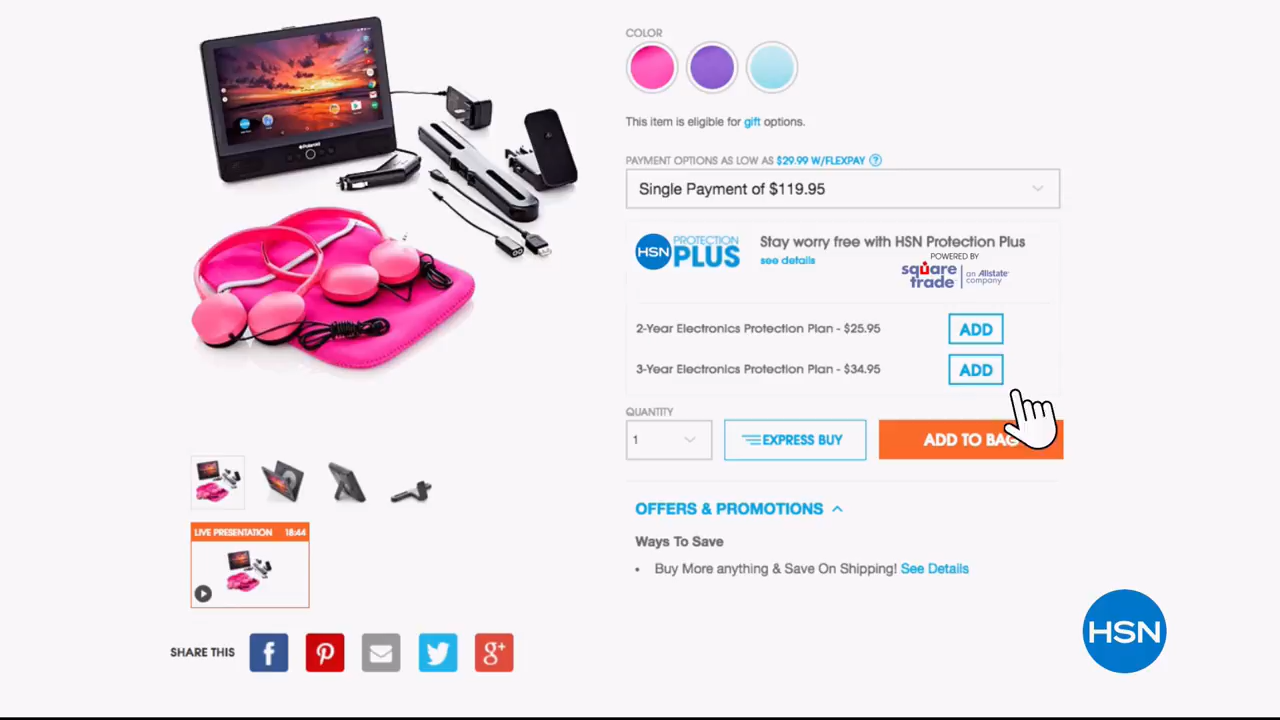 COLOR
This item is eligible for gift options.
PAYMENT OPTIONS AS LOW AS $29.99 W/FLEXPAY ?
Single Payment of $119.95
HSN PROTECTION PLUS
Stay worry free with HSN Protection Plus
see details
POWERED BY
square trade | an Allstate company
2-Year Electronics Protection Plan - $25.95 ADD
3-Year Electronics Protection Plan - $34.95 ADD
QUANTITY
1 EXPRESS BUY ADD TO BAG
OFFERS & PROMOTIONS
Ways To Save
• Buy More anything & Save On Shipping! See Details
Polaroid
LIVE PRESENTATION 18:44
SHARE THIS f p g+
HSN